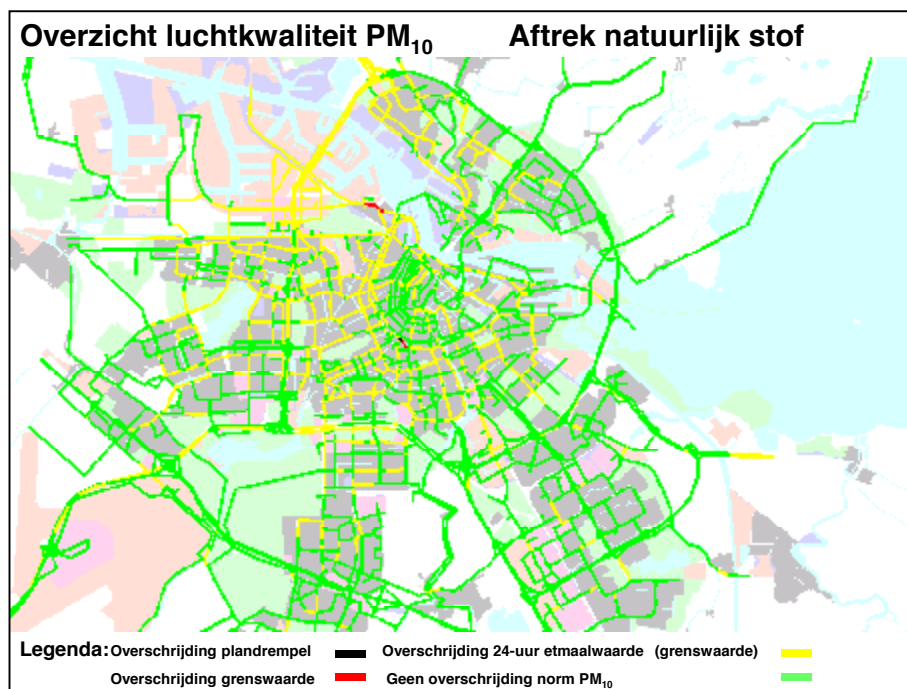 Overzicht luchtkwaliteit PM₁₀ Aftrek natuurlijk stof
Legenda: Overschrijding plandrempel Overschrijding 24-uur etmaalwaarde (grenswaarde)
Overschrijding grenswaarde Geen overschrijding norm PM₁₀